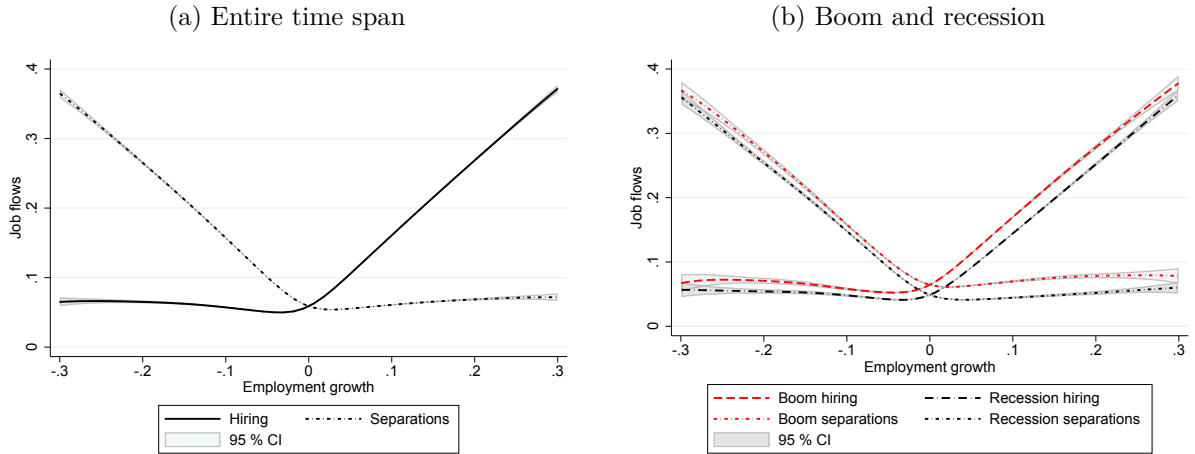 (a) Entire time span
Job flows
.4
.3
.2
.1
0
-.3 -.2 -.1 0 .1 .2 .3
Employment growth
Hiring Separations
95 % CI
(b) Boom and recession
Job flows
.4
.3
.2
.1
0
-.3 -.2 -.1 0 .1 .2 .3
Employment growth
Boom hiring Recession hiring
Boom separations Recession separations
95 % CI